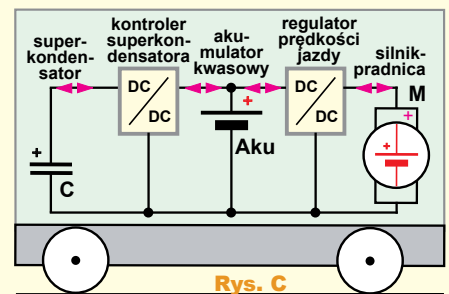 super-
konden-
sator
kontroler
superkon-
densatora
aku-
mulator
kwasowy
regulator
prędkości
jazdy
silnik-
pradnica
DC
DC
DC
DC
M
+
+
+
+
Aku
C
Rys. C